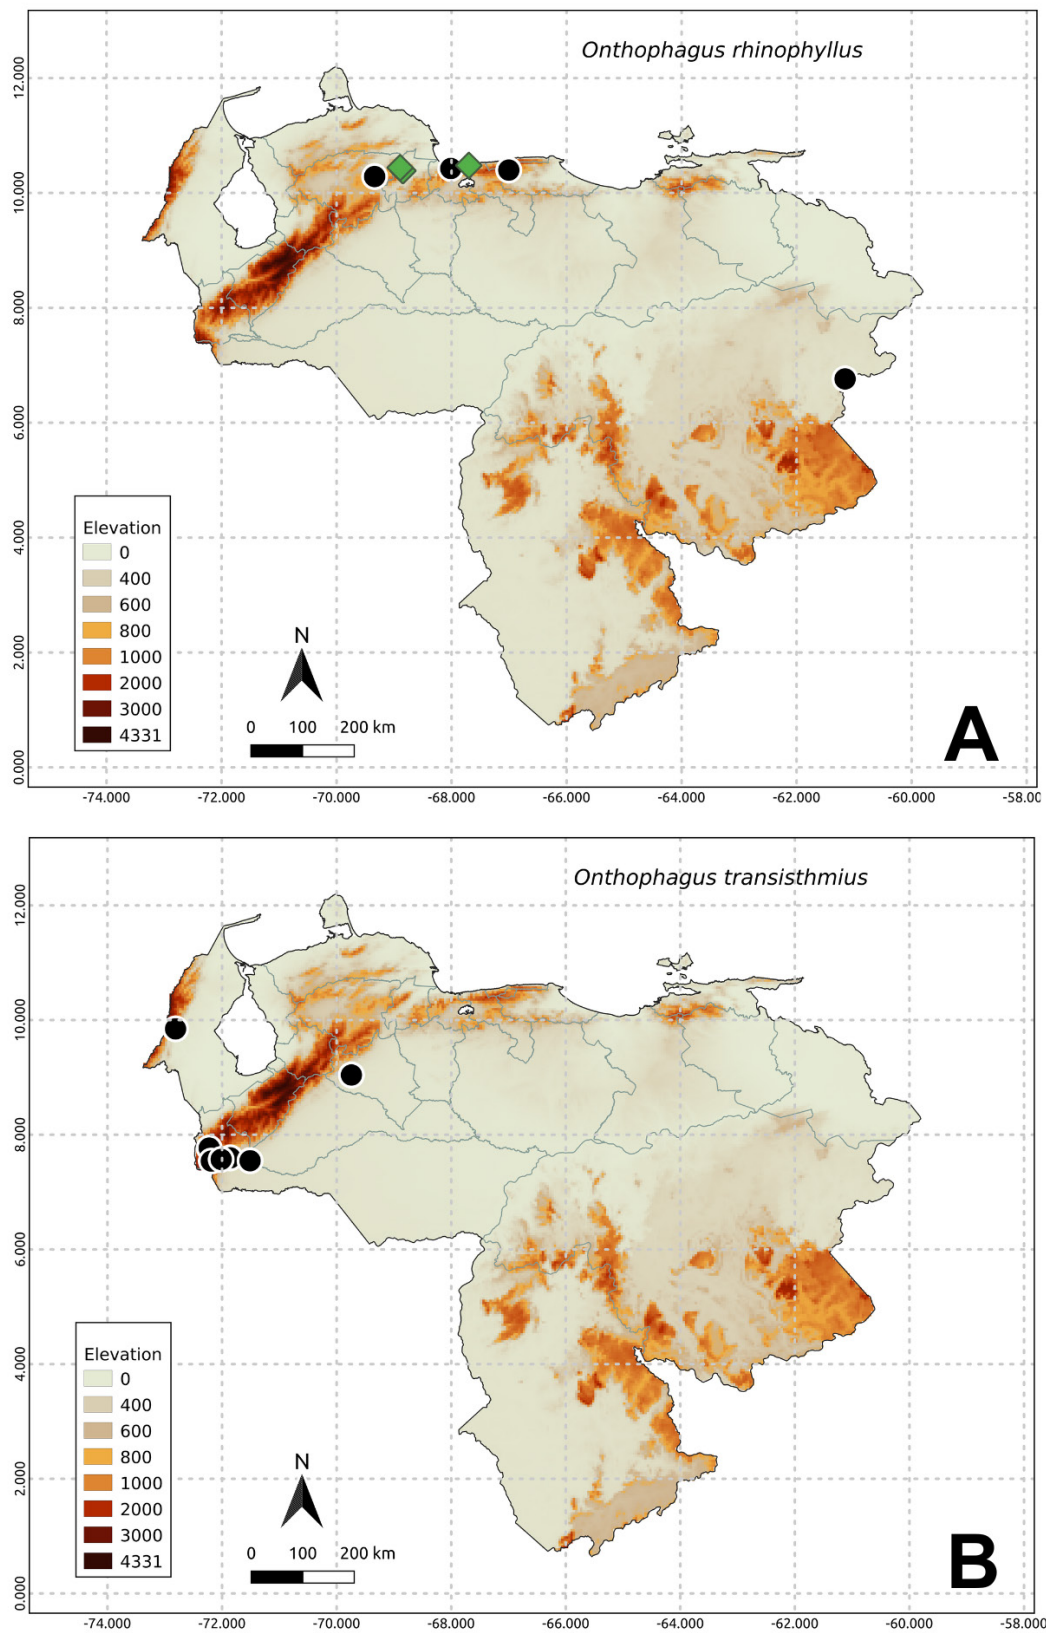 Onthophagus rhinophyllus
12.000
10.000
8.000
6.000
4.000
2.000
0.000
Elevation
0
400
600
800
1000
2000
3000
4331
N
0 100 200 km
A
-74.000 -72.000 -70.000 -68.000 -66.000 -64.000 -62.000 -60.000 -58.00
Onthophagus transisthmius
12.000
10.000
8.000
6.000
4.000
2.000
0.000
Elevation
0
400
600
800
1000
2000
3000
4331
N
0 100 200 km
B
-74.000 -72.000 -70.000 -68.000 -66.000 -64.000 -62.000 -60.000 -58.000